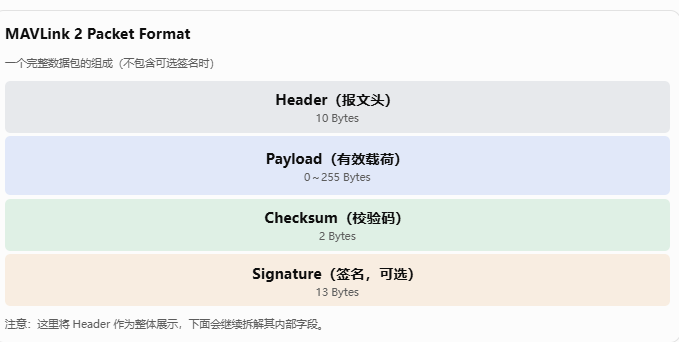 MAVLink 2 Packet Format
一个完整数据包的组成（不包含可选签名时）
Header（报文头）
10 Bytes
Payload（有效载荷）
0～255 Bytes
Checksum（校验码）
2 Bytes
Signature（签名，可选）
13 Bytes
注意：这里将 Header 作为整体展示，下面会继续拆解其内部字段。